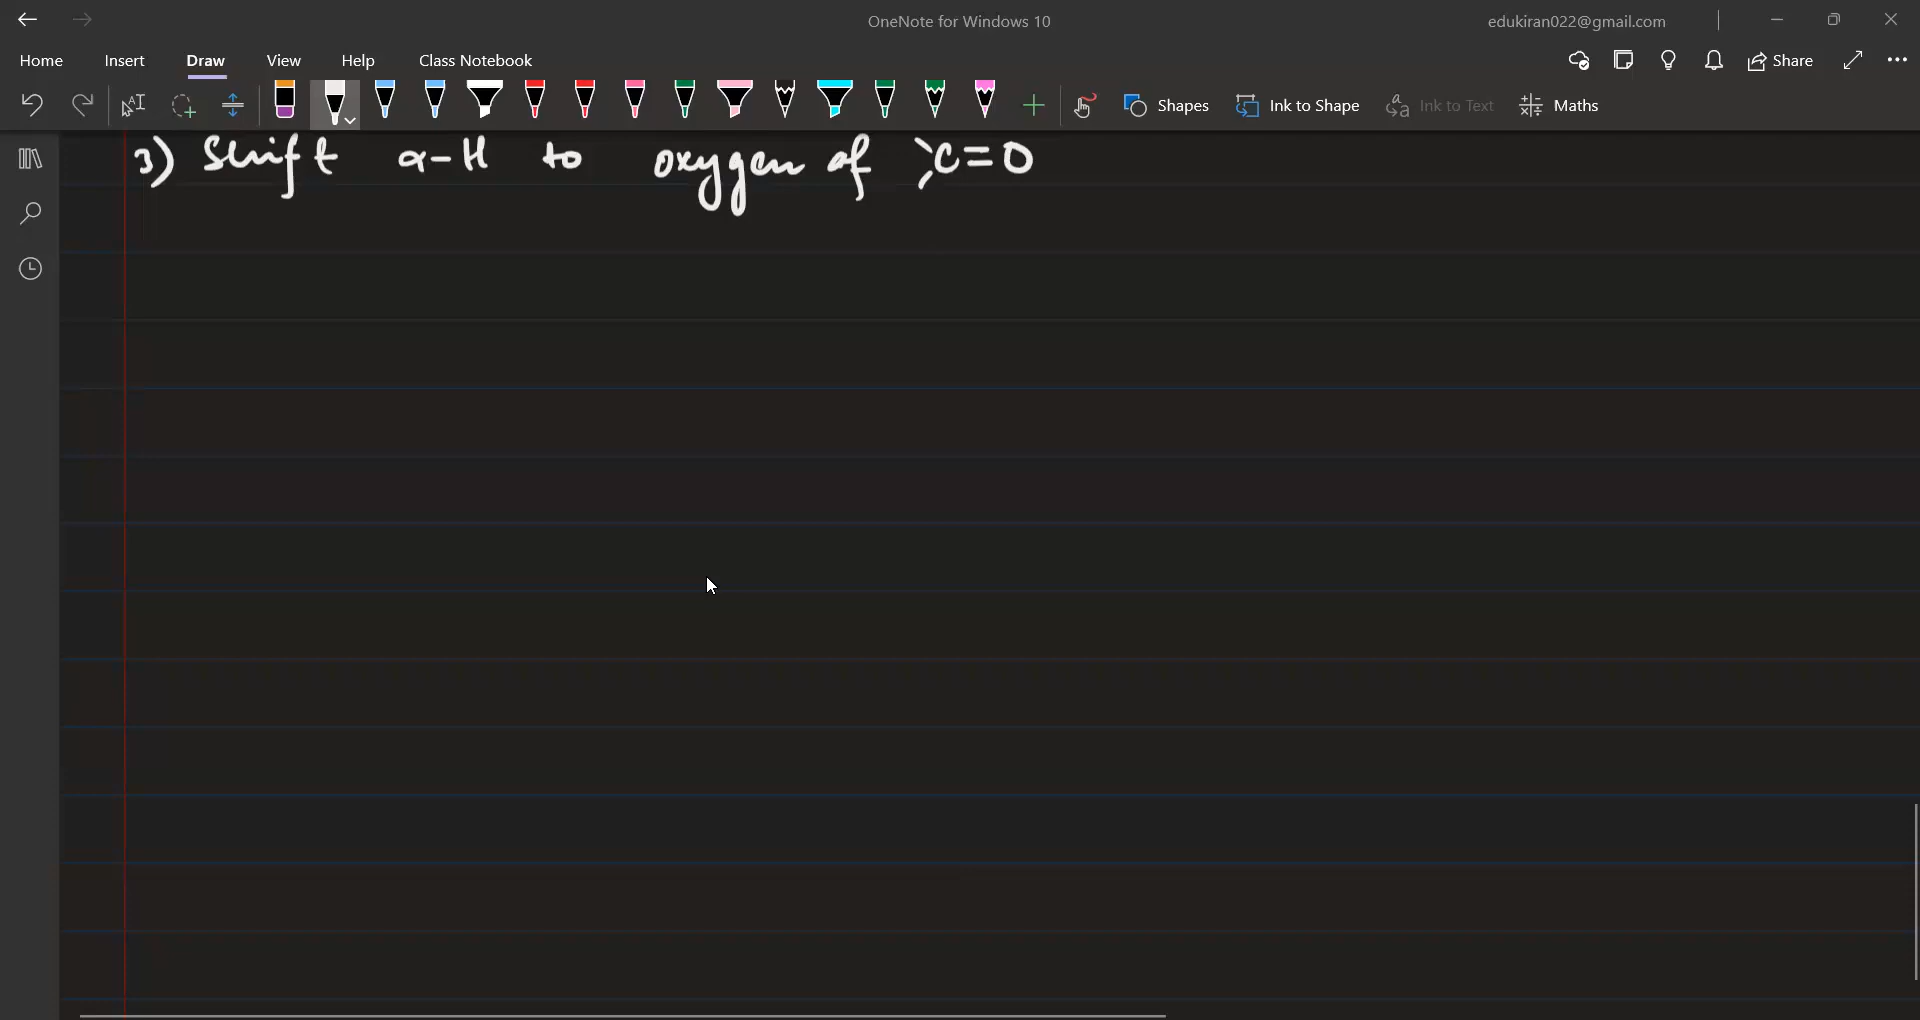 OneNote for Windows 10
edukiran022@gmail.com
Home Insert Draw View Help Class Notebook
Share
Shapes Ink to Shape Ink to Text Maths
3) Shift α-H to oxygen of >C=O